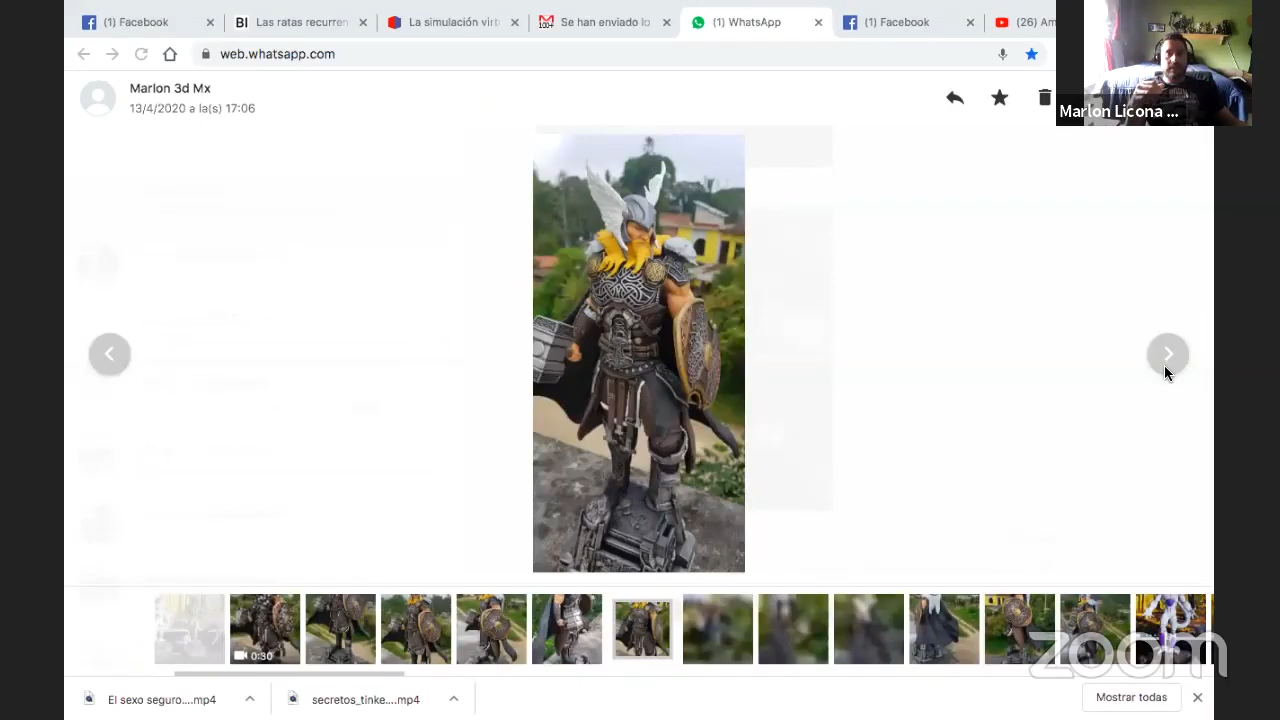 (1) Facebook
Las ratas recurren
La simulación virt
Se han enviado lo
(1) WhatsApp
(1) Facebook
(26) Am
web.whatsapp.com
Marlon 3d Mx
13/4/2020 a la(s) 17:06
Marlon Licona ...
0:30
zoom
El sexo seguro....mp4
secretos_tinke....mp4
Mostrar todas